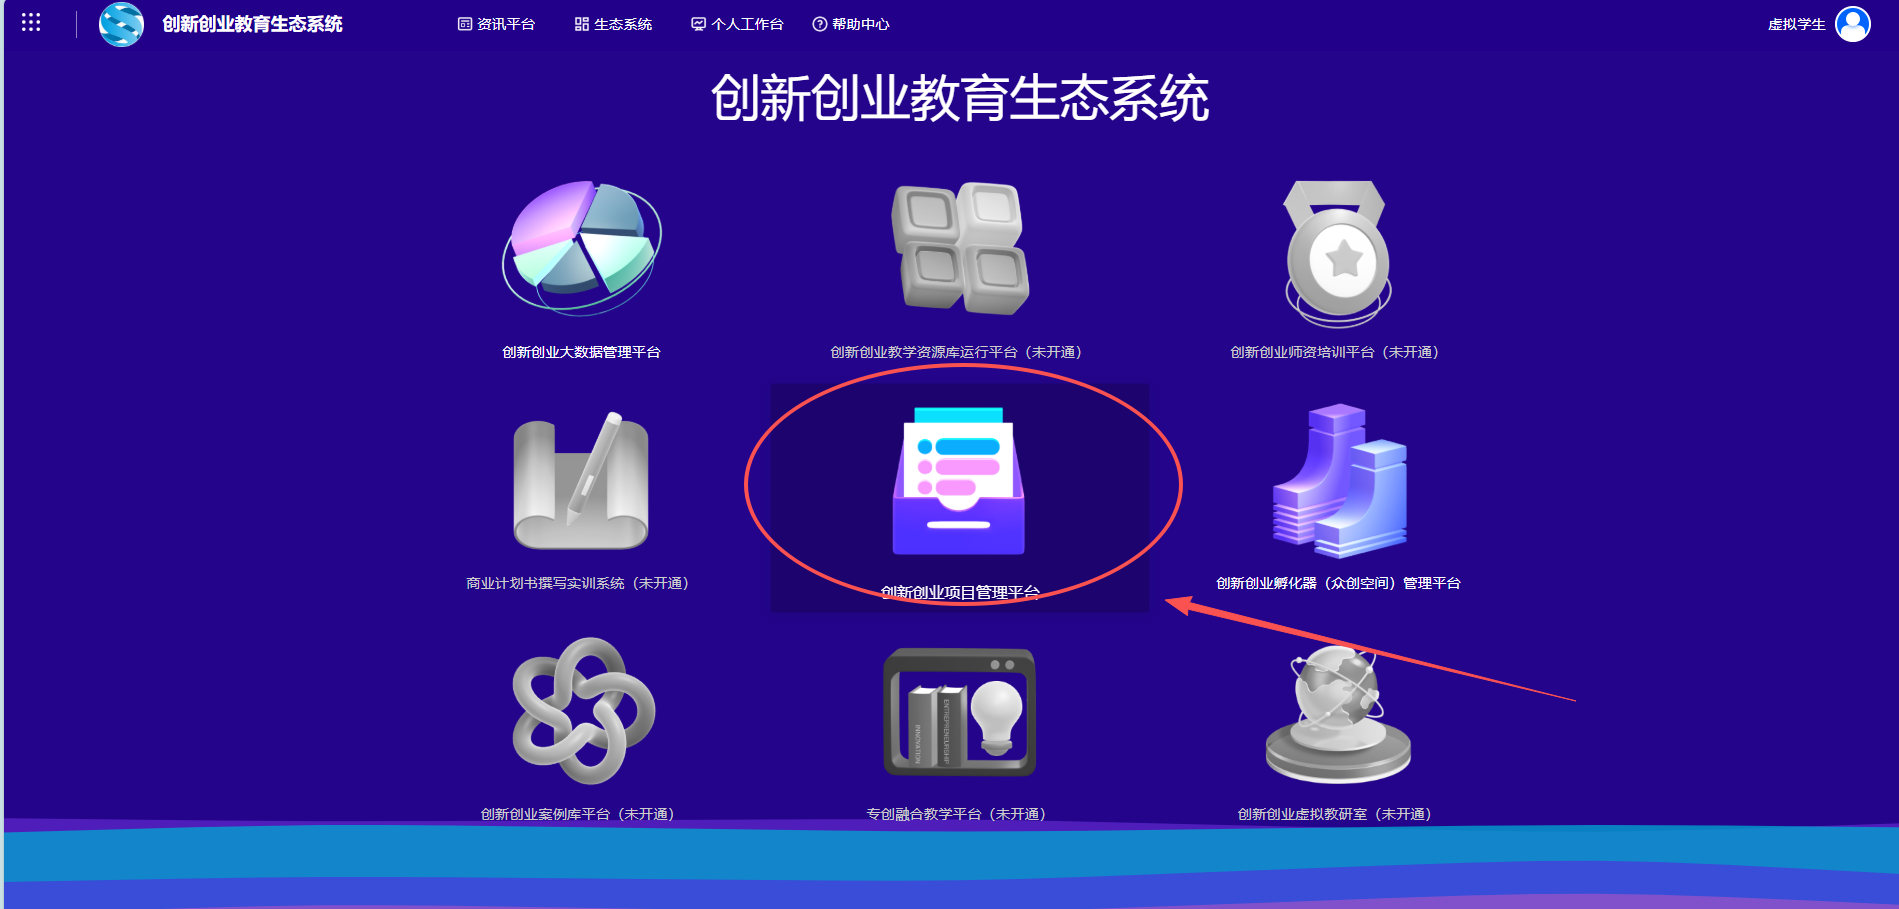 创新创业教育生态系统
资讯平台
生态系统
个人工作台
帮助中心
虚拟学生
创新创业教育生态系统
创新创业大数据管理平台
创新创业教学资源库运行平台（未开通）
创新创业师资培训平台（未开通）
商业计划书撰写实训系统（未开通）
创新创业项目管理平台
创新创业孵化器（众创空间）管理平台
INNOVATION
ENTREPRENEURSHIP
创新创业案例库平台（未开通）
专创融合教学平台（未开通）
创新创业虚拟教研室（未开通）